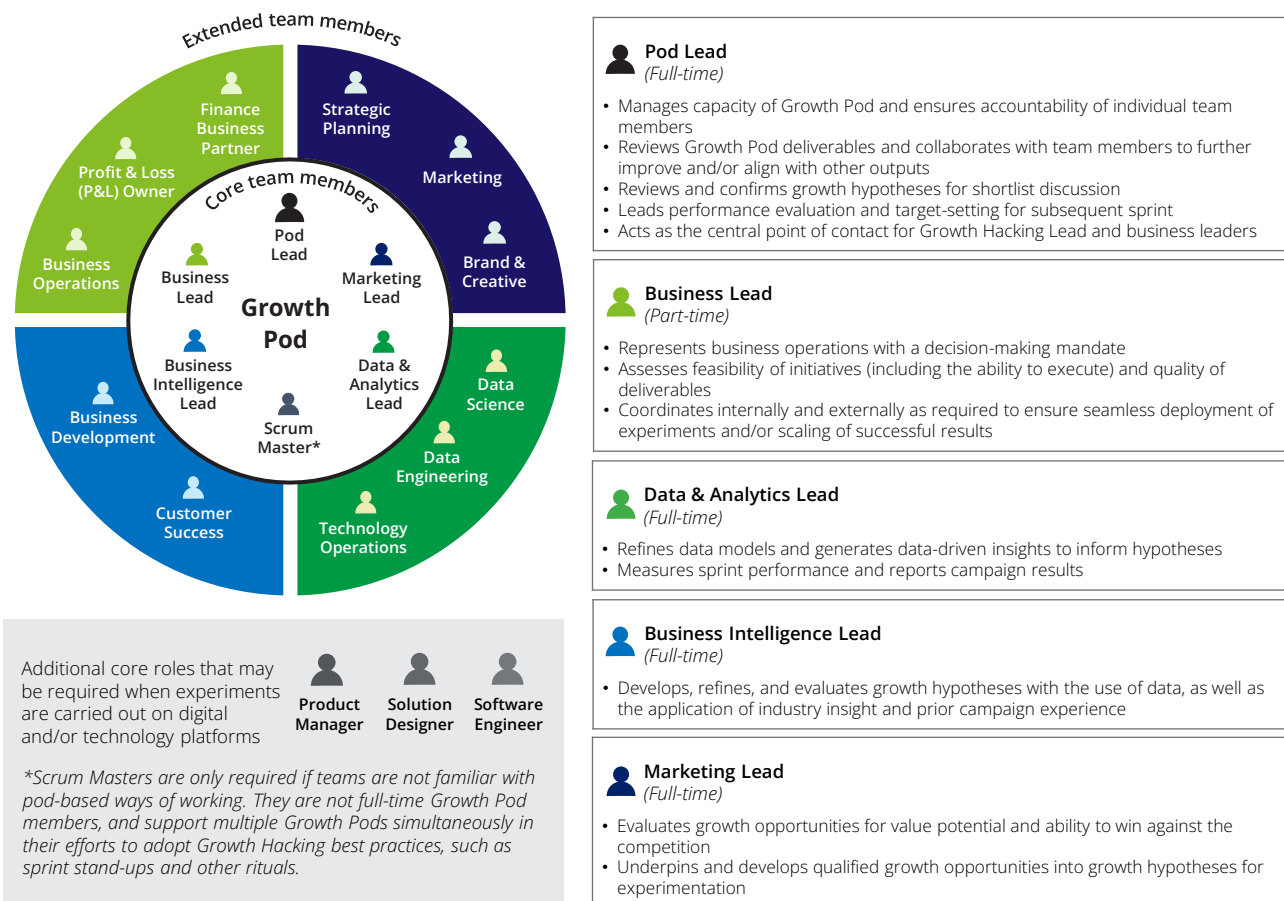 Extended team members
Finance
Business
Partner
Profit & Loss
(P&L) Owner
Business
Operations
Strategic
Planning
Marketing
Brand &
Creative
Core team members
Pod
Lead
Business
Lead
Marketing
Lead
Growth
Pod
Business
Intelligence
Lead
Data &
Analytics
Lead
Scrum
Master*
Business
Development
Customer
Success
Data
Science
Data
Engineering
Technology
Operations
Additional core roles that may
be required when experiments
are carried out on digital
and/or technology platforms
Product
Manager
Solution
Designer
Software
Engineer
*Scrum Masters are only required if teams are not familiar with
pod-based ways of working. They are not full-time Growth Pod
members, and support multiple Growth Pods simultaneously in
their efforts to adopt Growth Hacking best practices, such as
sprint stand-ups and other rituals.
Pod Lead
(Full-time)
• Manages capacity of Growth Pod and ensures accountability of individual team
members
• Reviews Growth Pod deliverables and collaborates with team members to further
improve and/or align with other outputs
• Reviews and confirms growth hypotheses for shortlist discussion
• Leads performance evaluation and target-setting for subsequent sprint
• Acts as the central point of contact for Growth Hacking Lead and business leaders
Business Lead
(Part-time)
• Represents business operations with a decision-making mandate
• Assesses feasibility of initiatives (including the ability to execute) and quality of
deliverables
• Coordinates internally and externally as required to ensure seamless deployment of
experiments and/or scaling of successful results
Data & Analytics Lead
(Full-time)
• Refines data models and generates data-driven insights to inform hypotheses
• Measures sprint performance and reports campaign results
Business Intelligence Lead
(Full-time)
• Develops, refines, and evaluates growth hypotheses with the use of data, as well as
the application of industry insight and prior campaign experience
Marketing Lead
(Full-time)
• Evaluates growth opportunities for value potential and ability to win against the
competition
• Underpins and develops qualified growth opportunities into growth hypotheses for
experimentation